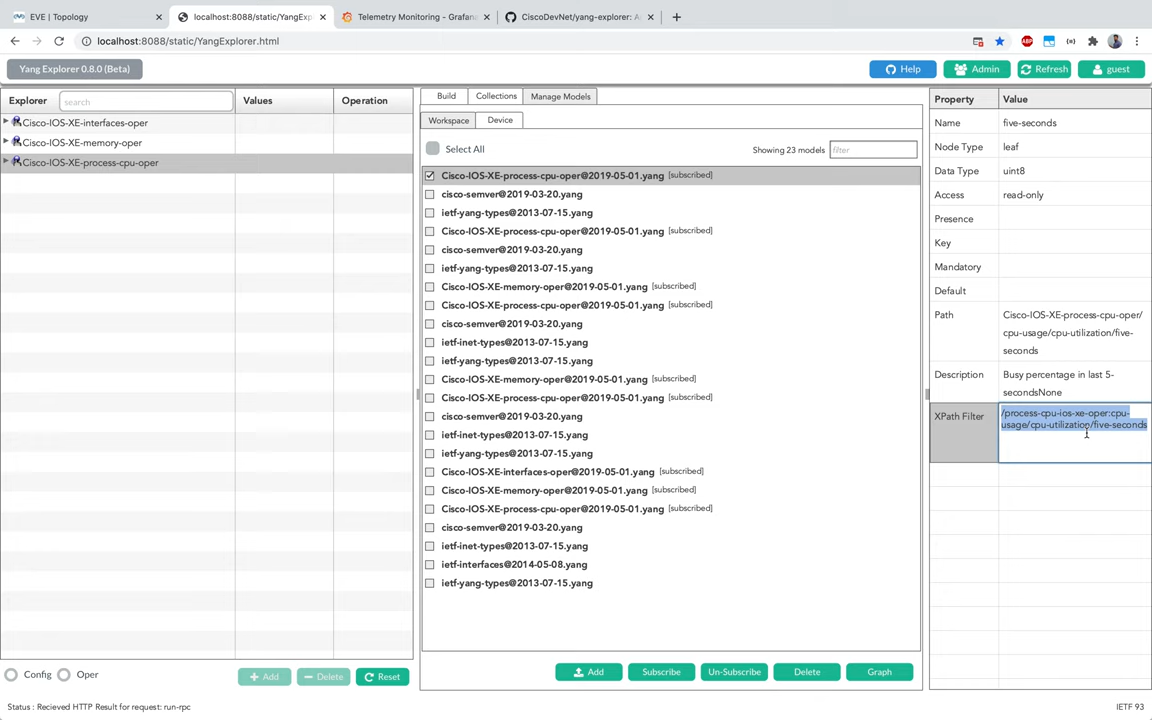 EVE | Topology
localhost:8088/static/YangExp
Telemetry Monitoring - Grafana
CiscoDevNet/yang-explorer: A
localhost:8088/static/YangExplorer.html
Yang Explorer 0.8.0 (Beta)
Help
Admin
Refresh
guest
Explorer
search
Values
Operation
Cisco-IOS-XE-interfaces-oper
Cisco-IOS-XE-memory-oper
Cisco-IOS-XE-process-cpu-oper
Config
Oper
Add
Delete
Reset
Build
Collections
Manage Models
Workspace
Device
Select All
Showing 23 models
filter
Cisco-IOS-XE-process-cpu-oper@2019-05-01.yang [subscribed]
cisco-semver@2019-03-20.yang
ietf-yang-types@2013-07-15.yang
Cisco-IOS-XE-process-cpu-oper@2019-05-01.yang [subscribed]
cisco-semver@2019-03-20.yang
ietf-yang-types@2013-07-15.yang
Cisco-IOS-XE-memory-oper@2019-05-01.yang [subscribed]
Cisco-IOS-XE-process-cpu-oper@2019-05-01.yang [subscribed]
cisco-semver@2019-03-20.yang
ietf-inet-types@2013-07-15.yang
ietf-yang-types@2013-07-15.yang
Cisco-IOS-XE-memory-oper@2019-05-01.yang [subscribed]
Cisco-IOS-XE-process-cpu-oper@2019-05-01.yang [subscribed]
cisco-semver@2019-03-20.yang
ietf-inet-types@2013-07-15.yang
ietf-yang-types@2013-07-15.yang
Cisco-IOS-XE-interfaces-oper@2019-05-01.yang [subscribed]
Cisco-IOS-XE-memory-oper@2019-05-01.yang [subscribed]
Cisco-IOS-XE-process-cpu-oper@2019-05-01.yang [subscribed]
cisco-semver@2019-03-20.yang
ietf-inet-types@2013-07-15.yang
ietf-interfaces@2014-05-08.yang
ietf-yang-types@2013-07-15.yang
Add
Subscribe
Un-Subscribe
Delete
Graph
Property
Value
Name
five-seconds
Node Type
leaf
Data Type
uint8
Access
read-only
Presence
Key
Mandatory
Default
Path
Cisco-IOS-XE-process-cpu-oper/
cpu-usage/cpu-utilization/five-
seconds
Description
Busy percentage in last 5-
secondsNone
XPath Filter
/process-cpu-ios-xe-oper:cpu-
usage/cpu-utilization/five-seconds
Status : Recieved HTTP Result for request: run-rpc
IETF 93